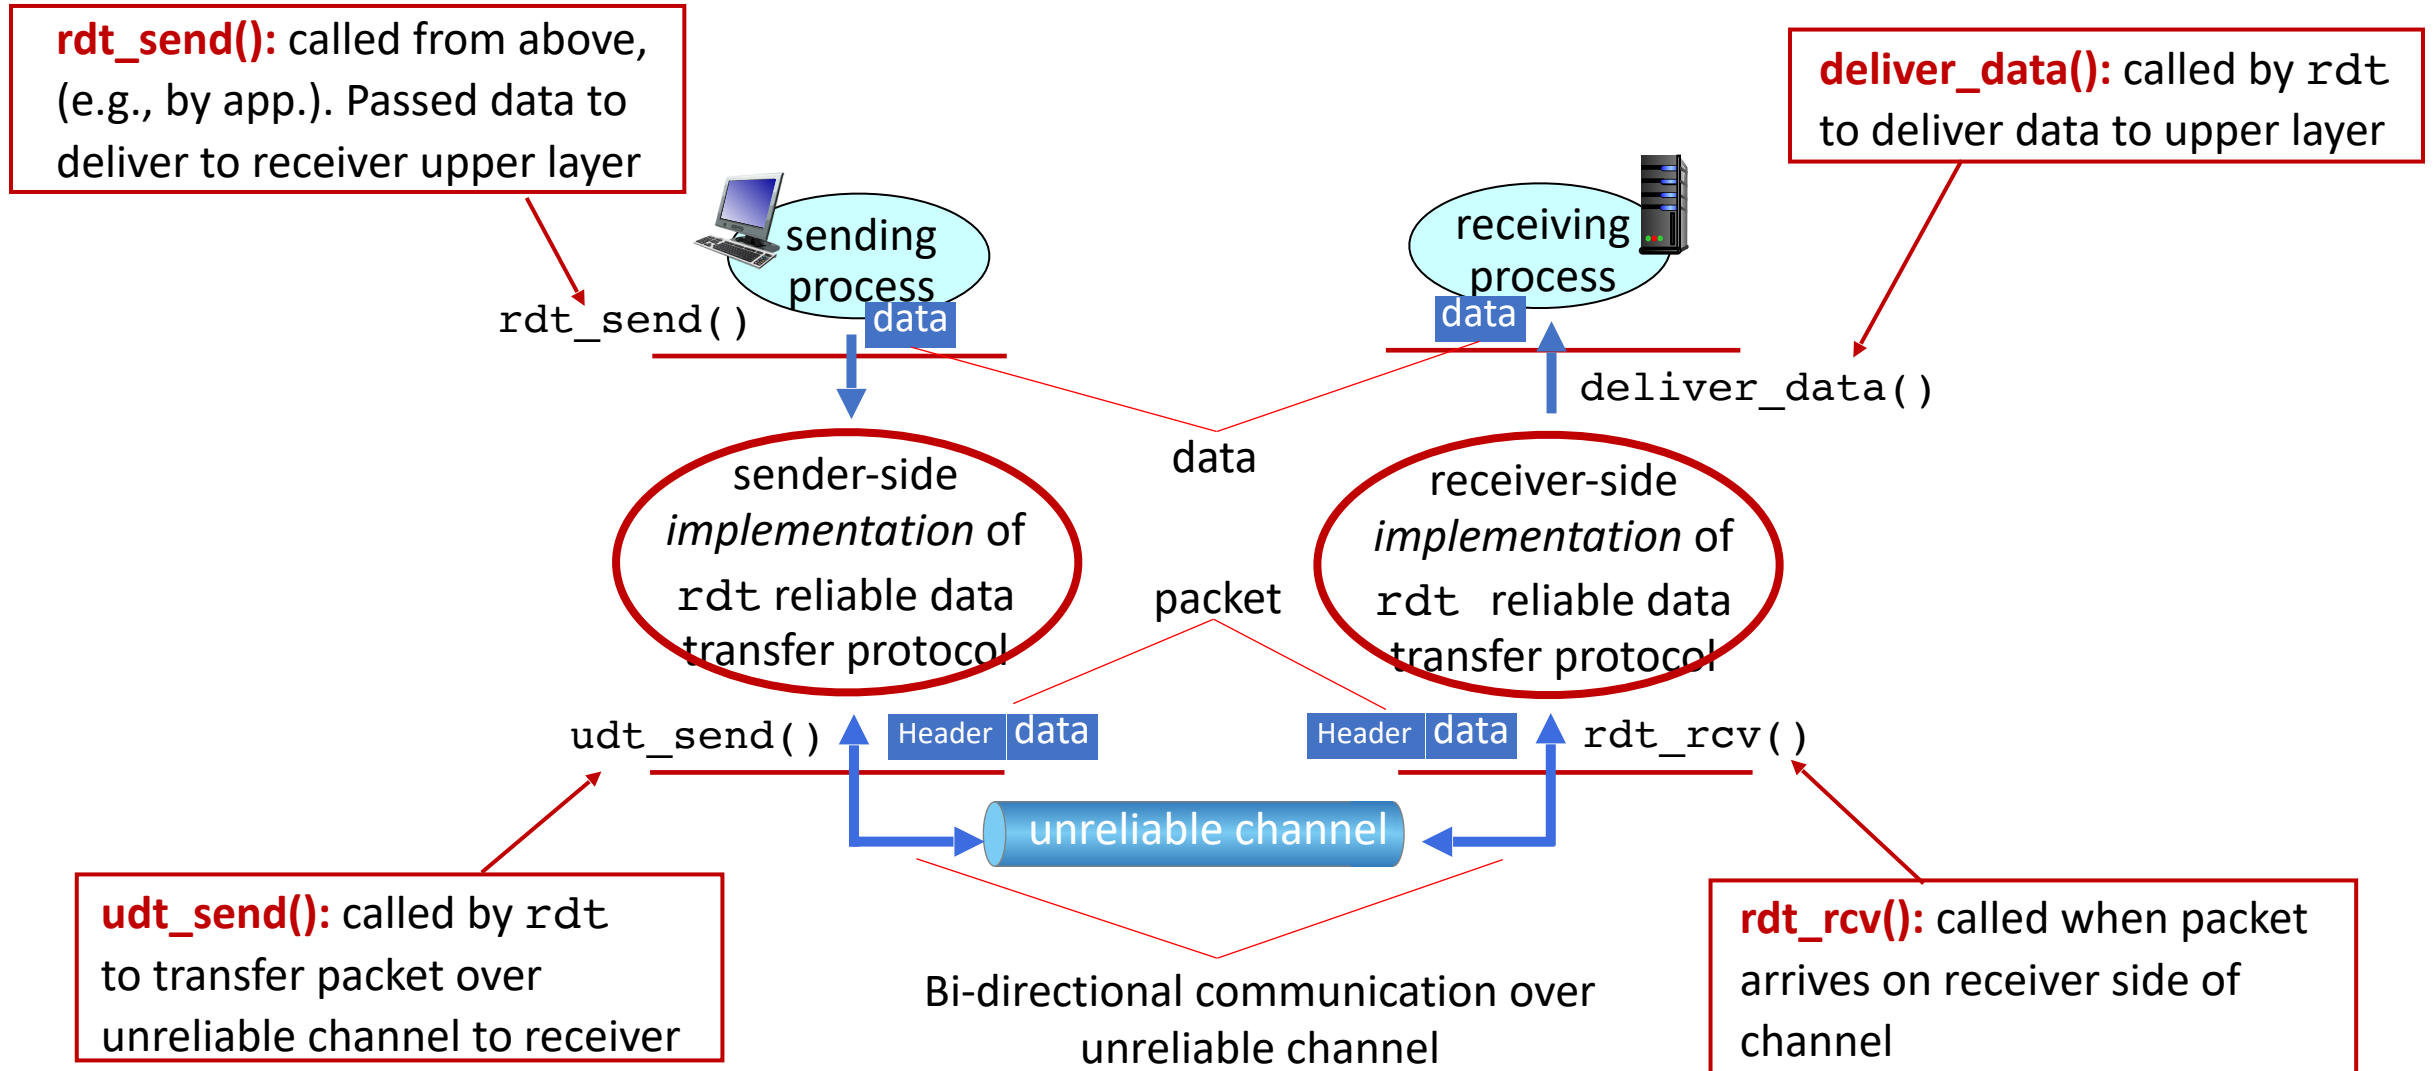 rdt_send(): called from above,
(e.g., by app.). Passed data to
deliver to receiver upper layer
deliver_data(): called by rdt
to deliver data to upper layer
sending
process
receiving
process
rdt_send()
data
data
deliver_data()
data
sender-side
implementation of
rdt reliable data
transfer protocol
receiver-side
implementation of
rdt reliable data
transfer protocol
packet
udt_send()
Header data
Header data
rdt_rcv()
unreliable channel
udt_send(): called by rdt
to transfer packet over
unreliable channel to receiver
Bi-directional communication over
unreliable channel
rdt_rcv(): called when packet
arrives on receiver side of
channel